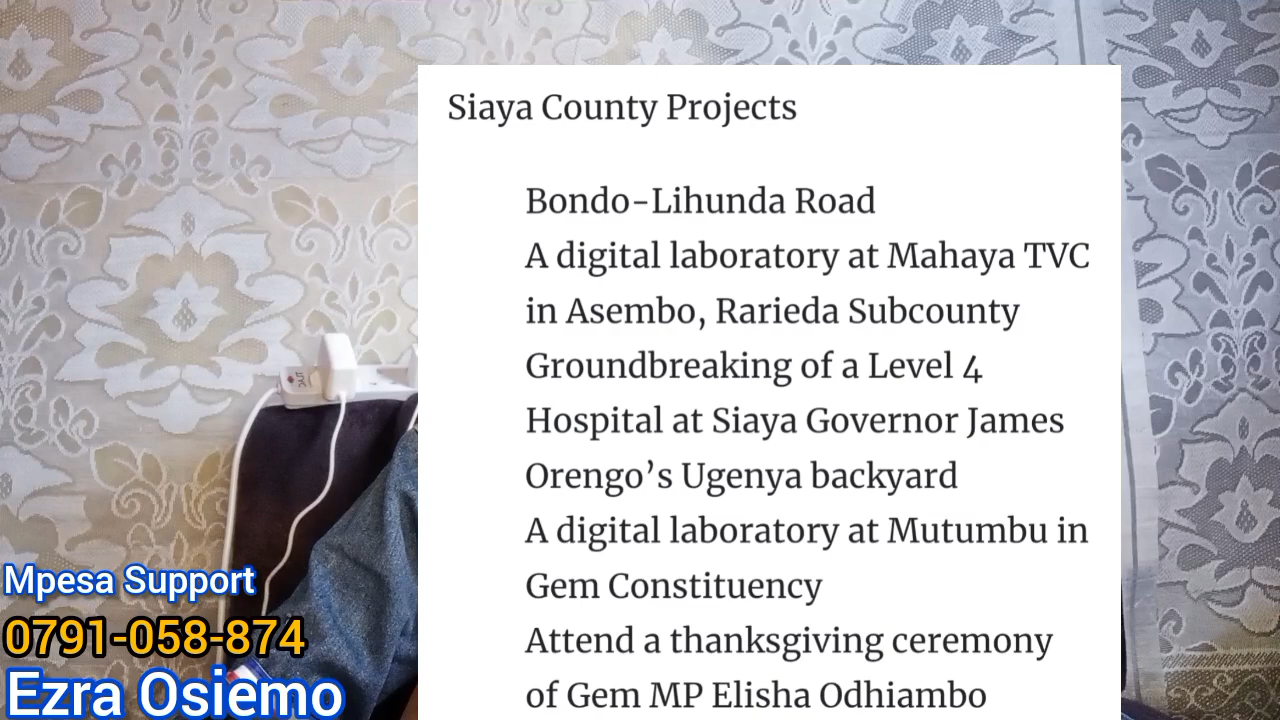 Siaya County Projects
Bondo-Lihunda Road
A digital laboratory at Mahaya TVC
in Asembo, Rarieda Subcounty
Groundbreaking of a Level 4
Hospital at Siaya Governor James
Orengo’s Ugenya backyard
A digital laboratory at Mutumbu in
Gem Constituency
Attend a thanksgiving ceremony
of Gem MP Elisha Odhiambo
Mpesa Support
0791-058-874
Ezra Osiemo